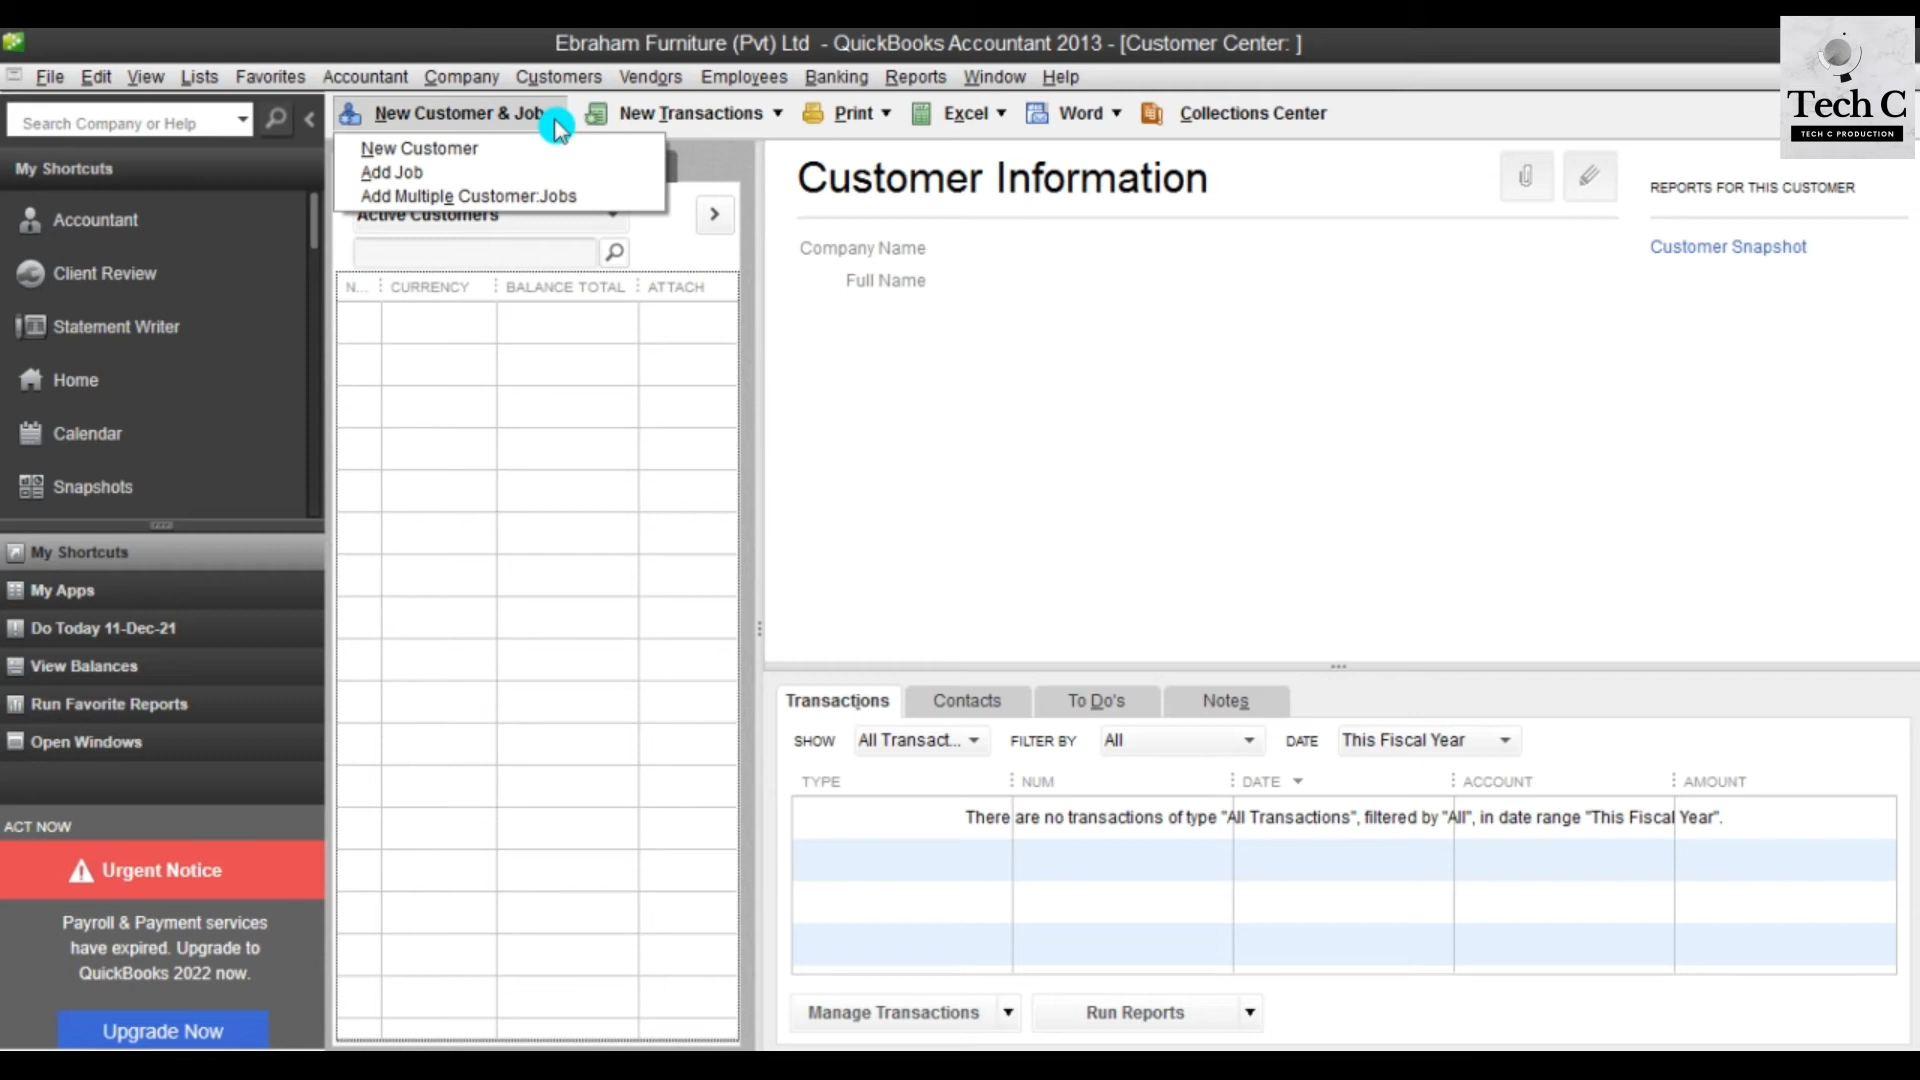 Ebraham Furniture (Pvt) Ltd - QuickBooks Accountant 2013 - [Customer Center: ]
File Edit View Lists Favorites Accountant Company Customers Vendors Employees Banking Reports Window Help
Tech C
TECH C PRODUCTION
Search Company or Help
New Customer & Job New Transactions Print Excel Word Collections Center
New Customer
Add Job
Add Multiple Customer:Jobs
Active Customers
N... CURRENCY BALANCE TOTAL ATTACH
My Shortcuts
Accountant
Client Review
Statement Writer
Home
Calendar
Snapshots
My Shortcuts
My Apps
Do Today 11-Dec-21
View Balances
Run Favorite Reports
Open Windows
ACT NOW
Urgent Notice
Payroll & Payment services
have expired. Upgrade to
QuickBooks 2022 now.
Upgrade Now
Customer Information
Company Name
Full Name
REPORTS FOR THIS CUSTOMER
Customer Snapshot
Transactions Contacts To Do's Notes
SHOW All Transact... FILTER BY All DATE This Fiscal Year
TYPE NUM DATE ACCOUNT AMOUNT
There are no transactions of type "All Transactions", filtered by "All", in date range "This Fiscal Year".
Manage Transactions Run Reports